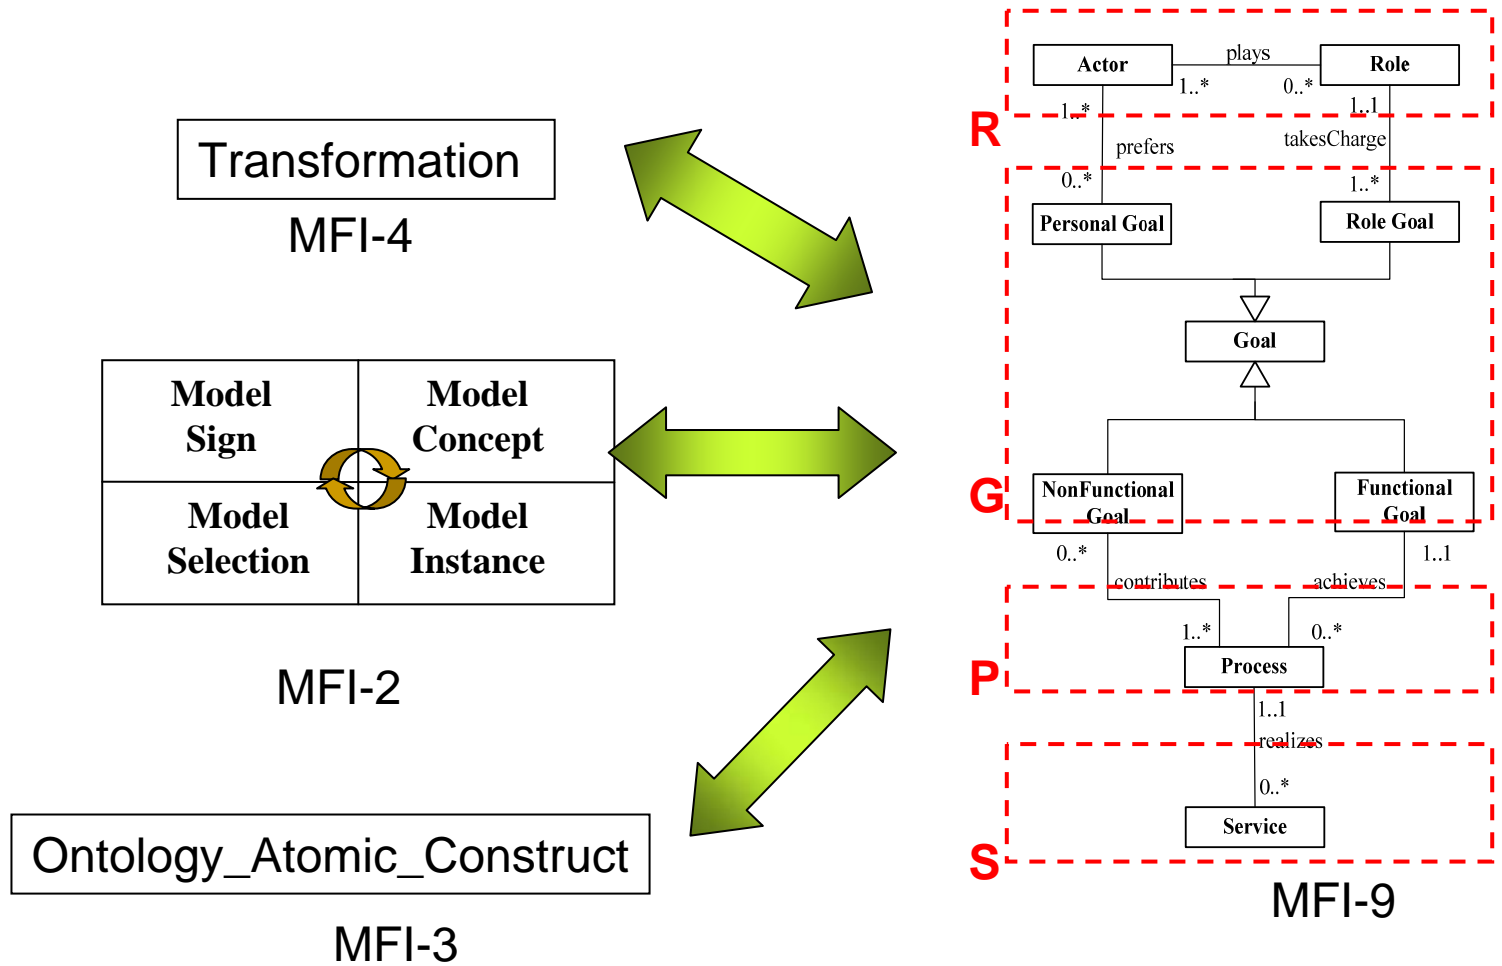 Transformation
MFI-4
Model
Sign
Model
Concept
Model
Selection
Model
Instance
MFI-2
Ontology_Atomic_Construct
MFI-3
R
Actor
plays
Role
1..*
0..*
1..*
1..1
prefers
takesCharge
0..*
1..*
G
Personal Goal
Role Goal
Goal
NonFunctional
Goal
Functional
Goal
0..*
1..1
contributes
achieves
P
1..*
0..*
Process
1..1
realizes
S
0..*
Service
MFI-9